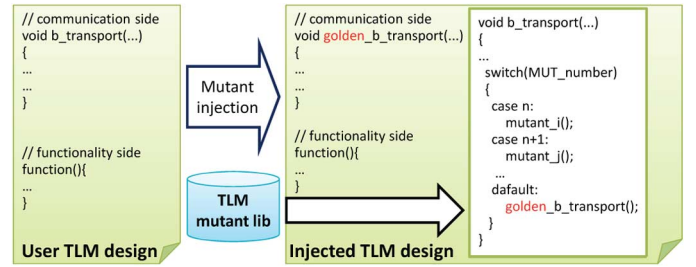 // communication side
void b_transport(...)
{
...
...
}
// functionality side
function(){
...
}
User TLM design
Mutant
injection
TLM
mutant lib
// communication side
void golden_b_transport(...)
{
...
...
}
// functionality side
function(){
...
}
Injected TLM design
void b_transport(...)
{
...
switch(MUT_number)
{
case n:
mutant_i();
case n+1:
mutant_j();
...
dafault:
golden_b_transport();
}
}